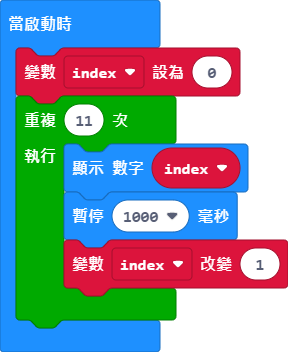 當啟動時
變數 index 設為 0
重複 11 次
執行
顯示 數字 index
暫停 1000 毫秒
變數 index 改變 1